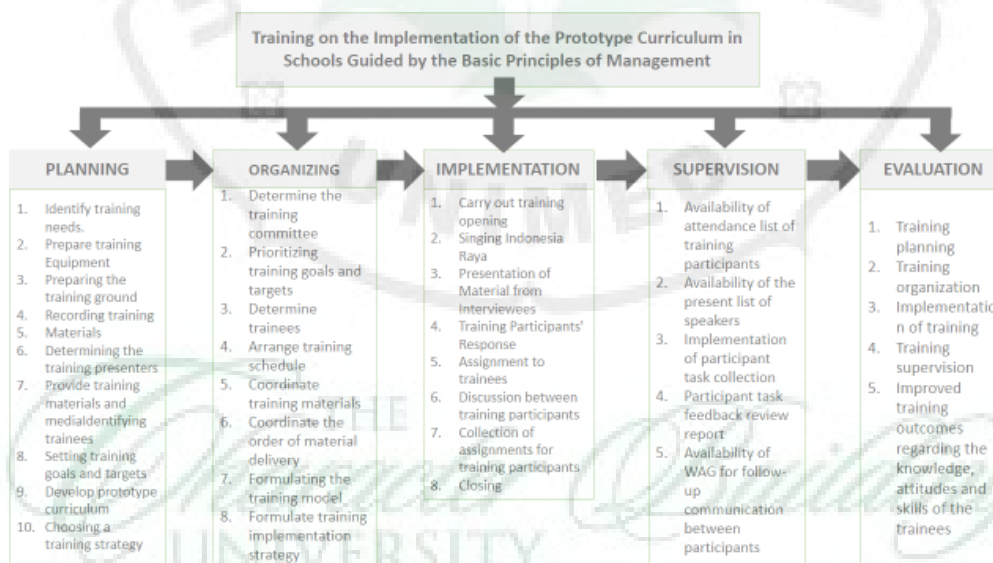 Training on the Implementation of the Prototype Curriculum in
Schools Guided by the Basic Principles of Management
PLANNING
1. Identify training
needs.
2. Prepare training
Equipment
3. Preparing the
training ground
4. Recording training
5. Materials
6. Determining the
training presenters
7. Provide training
materials and
mediaIdentifying
trainees
8. Setting training
goals and targets
9. Develop prototype
curriculum
10. Choosing a
training strategy
ORGANIZING
1. Determine the
training
committee
2. Prioritizing
training goals and
targets
3. Determine
trainees
4. Arrange training
schedule
5. Coordinate
training materials
6. Coordinate the
order of material
delivery
7. Formulating the
training model
8. Formulate training
implementation
strategy
IMPLEMENTATION
1. Carry out training
opening
2. Singing Indonesia
Raya
3. Presentation of
Material from
Interviewees
4. Training Participants'
Response
5. Assignment to
trainees
6. Discussion between
training participants
7. Collection of
assignments for
training participants
8. Closing
SUPERVISION
1. Availability of
attendance list of
training
participants
2. Availability of the
present list of
speakers
3. Implementation
of participant
task collection
4. Participant task
feedback review
report
5. Availability of
WAG for follow-
up
communication
between
participants
EVALUATION
1. Training
planning
2. Training
organization
3. Implementatio
n of training
4. Training
supervision
5. Improved
training
outcomes
regarding the
knowledge,
attitudes and
skills of the
trainees
UNIMED
THE
UNIVERSITY